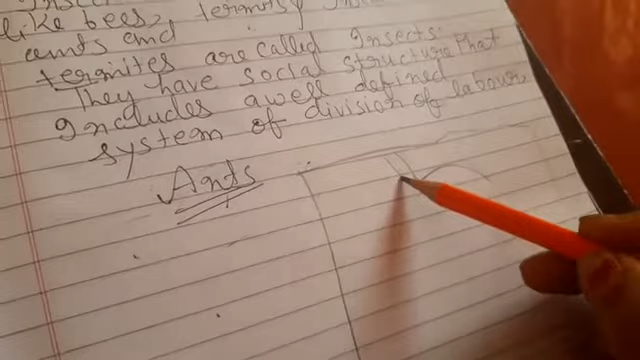 like bees, termits
ants and
termites are called Insects.
They have social structure that
Includes a well defined
system of division of labour,
Ants